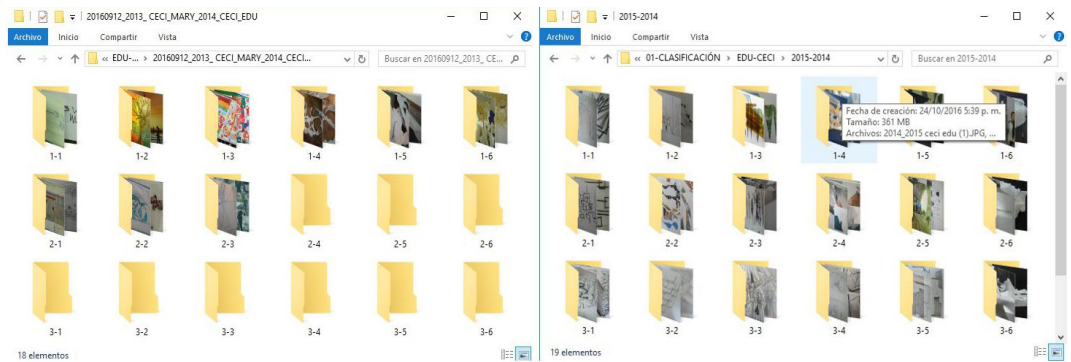 20160912_2013_ CECI_MARY_2014_CECI_EDU
Archivo Inicio Compartir Vista
« EDU-... › 20160912_2013_ CECI_MARY_2014_CECI...
Buscar en 20160912_2013_ CE...
1-1 1-2 1-3 1-4 1-5 1-6
2-1 2-2 2-3 2-4 2-5 2-6
3-1 3-2 3-3 3-4 3-5 3-6
18 elementos
2015-2014
Archivo Inicio Compartir Vista
« 01-CLASIFICACIÓN › EDU-CECI › 2015-2014
Buscar en 2015-2014
Fecha de creación: 24/10/2016 5:39 p. m.
Tamaño: 361 MB
Archivos: 2014_2015 ceci edu (1).JPG, ...
1-1 1-2 1-3 1-4 1-5 1-6
2-1 2-2 2-3 2-4 2-5 2-6
3-1 3-2 3-3 3-4 3-5 3-6
19 elementos